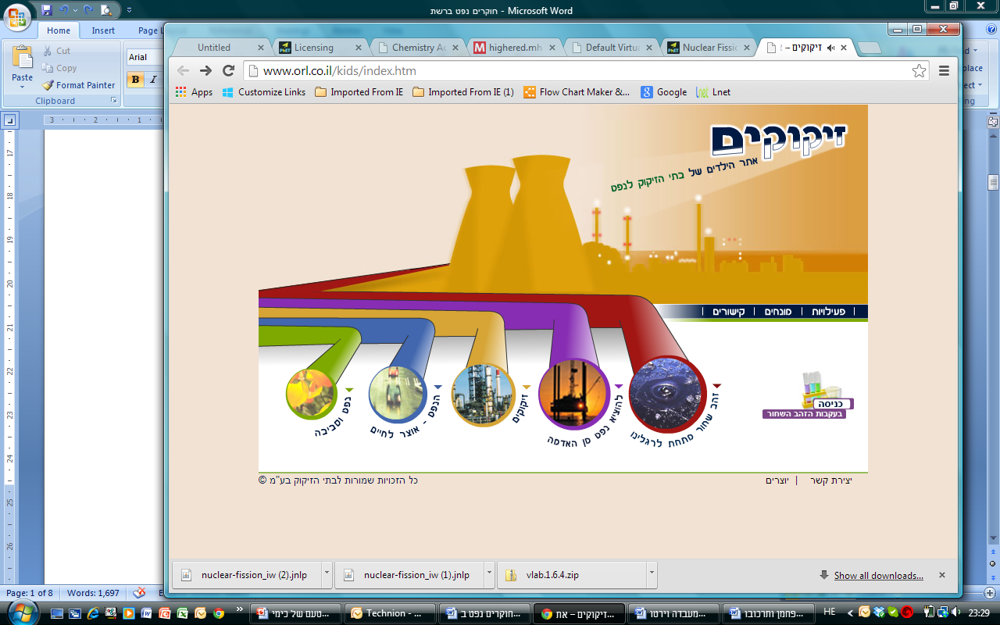 חוקרים נפט ברשת - Microsoft Word
Home
Insert
Page L
Cut
Copy
Format Painter
Paste
Clipboard
Arial
B
I
Untitled
Licensing
Chemistry Ac
highered.mh
Default Virtu
Nuclear Fissio
זיקוקים –
www.orl.co.il/kids/index.htm
Apps
Customize Links
Imported From IE
Imported From IE (1)
Flow Chart Maker &...
Google
Lnet
זיקוקים
אתר הילדים של בתי הזיקוק לנפט
פעילויות | מונחים | קישורים
זהב שחור מתחת לרגלינו
להוציא נפט מן האדמה
זיקוקים
הנפט - אוצר לחיים
נפט וסביבה
כניסה
בעקבות הזהב השחור
יצירת קשר | יוצרים
כל הזכויות שמורות לבתי הזיקוק בע"מ ©
nuclear-fission_iw (2).jnlp
nuclear-fission_iw (1).jnlp
vlab.1.6.4.zip
Show all downloads...
Page: 1 of 8
Words: 1,697
טעם של כימי...
Technion - ...
חוקרים נפט ב...
זיקוקים – את...
מעבדה וירטו...
פחמן ותרכובו...
HE
23:29